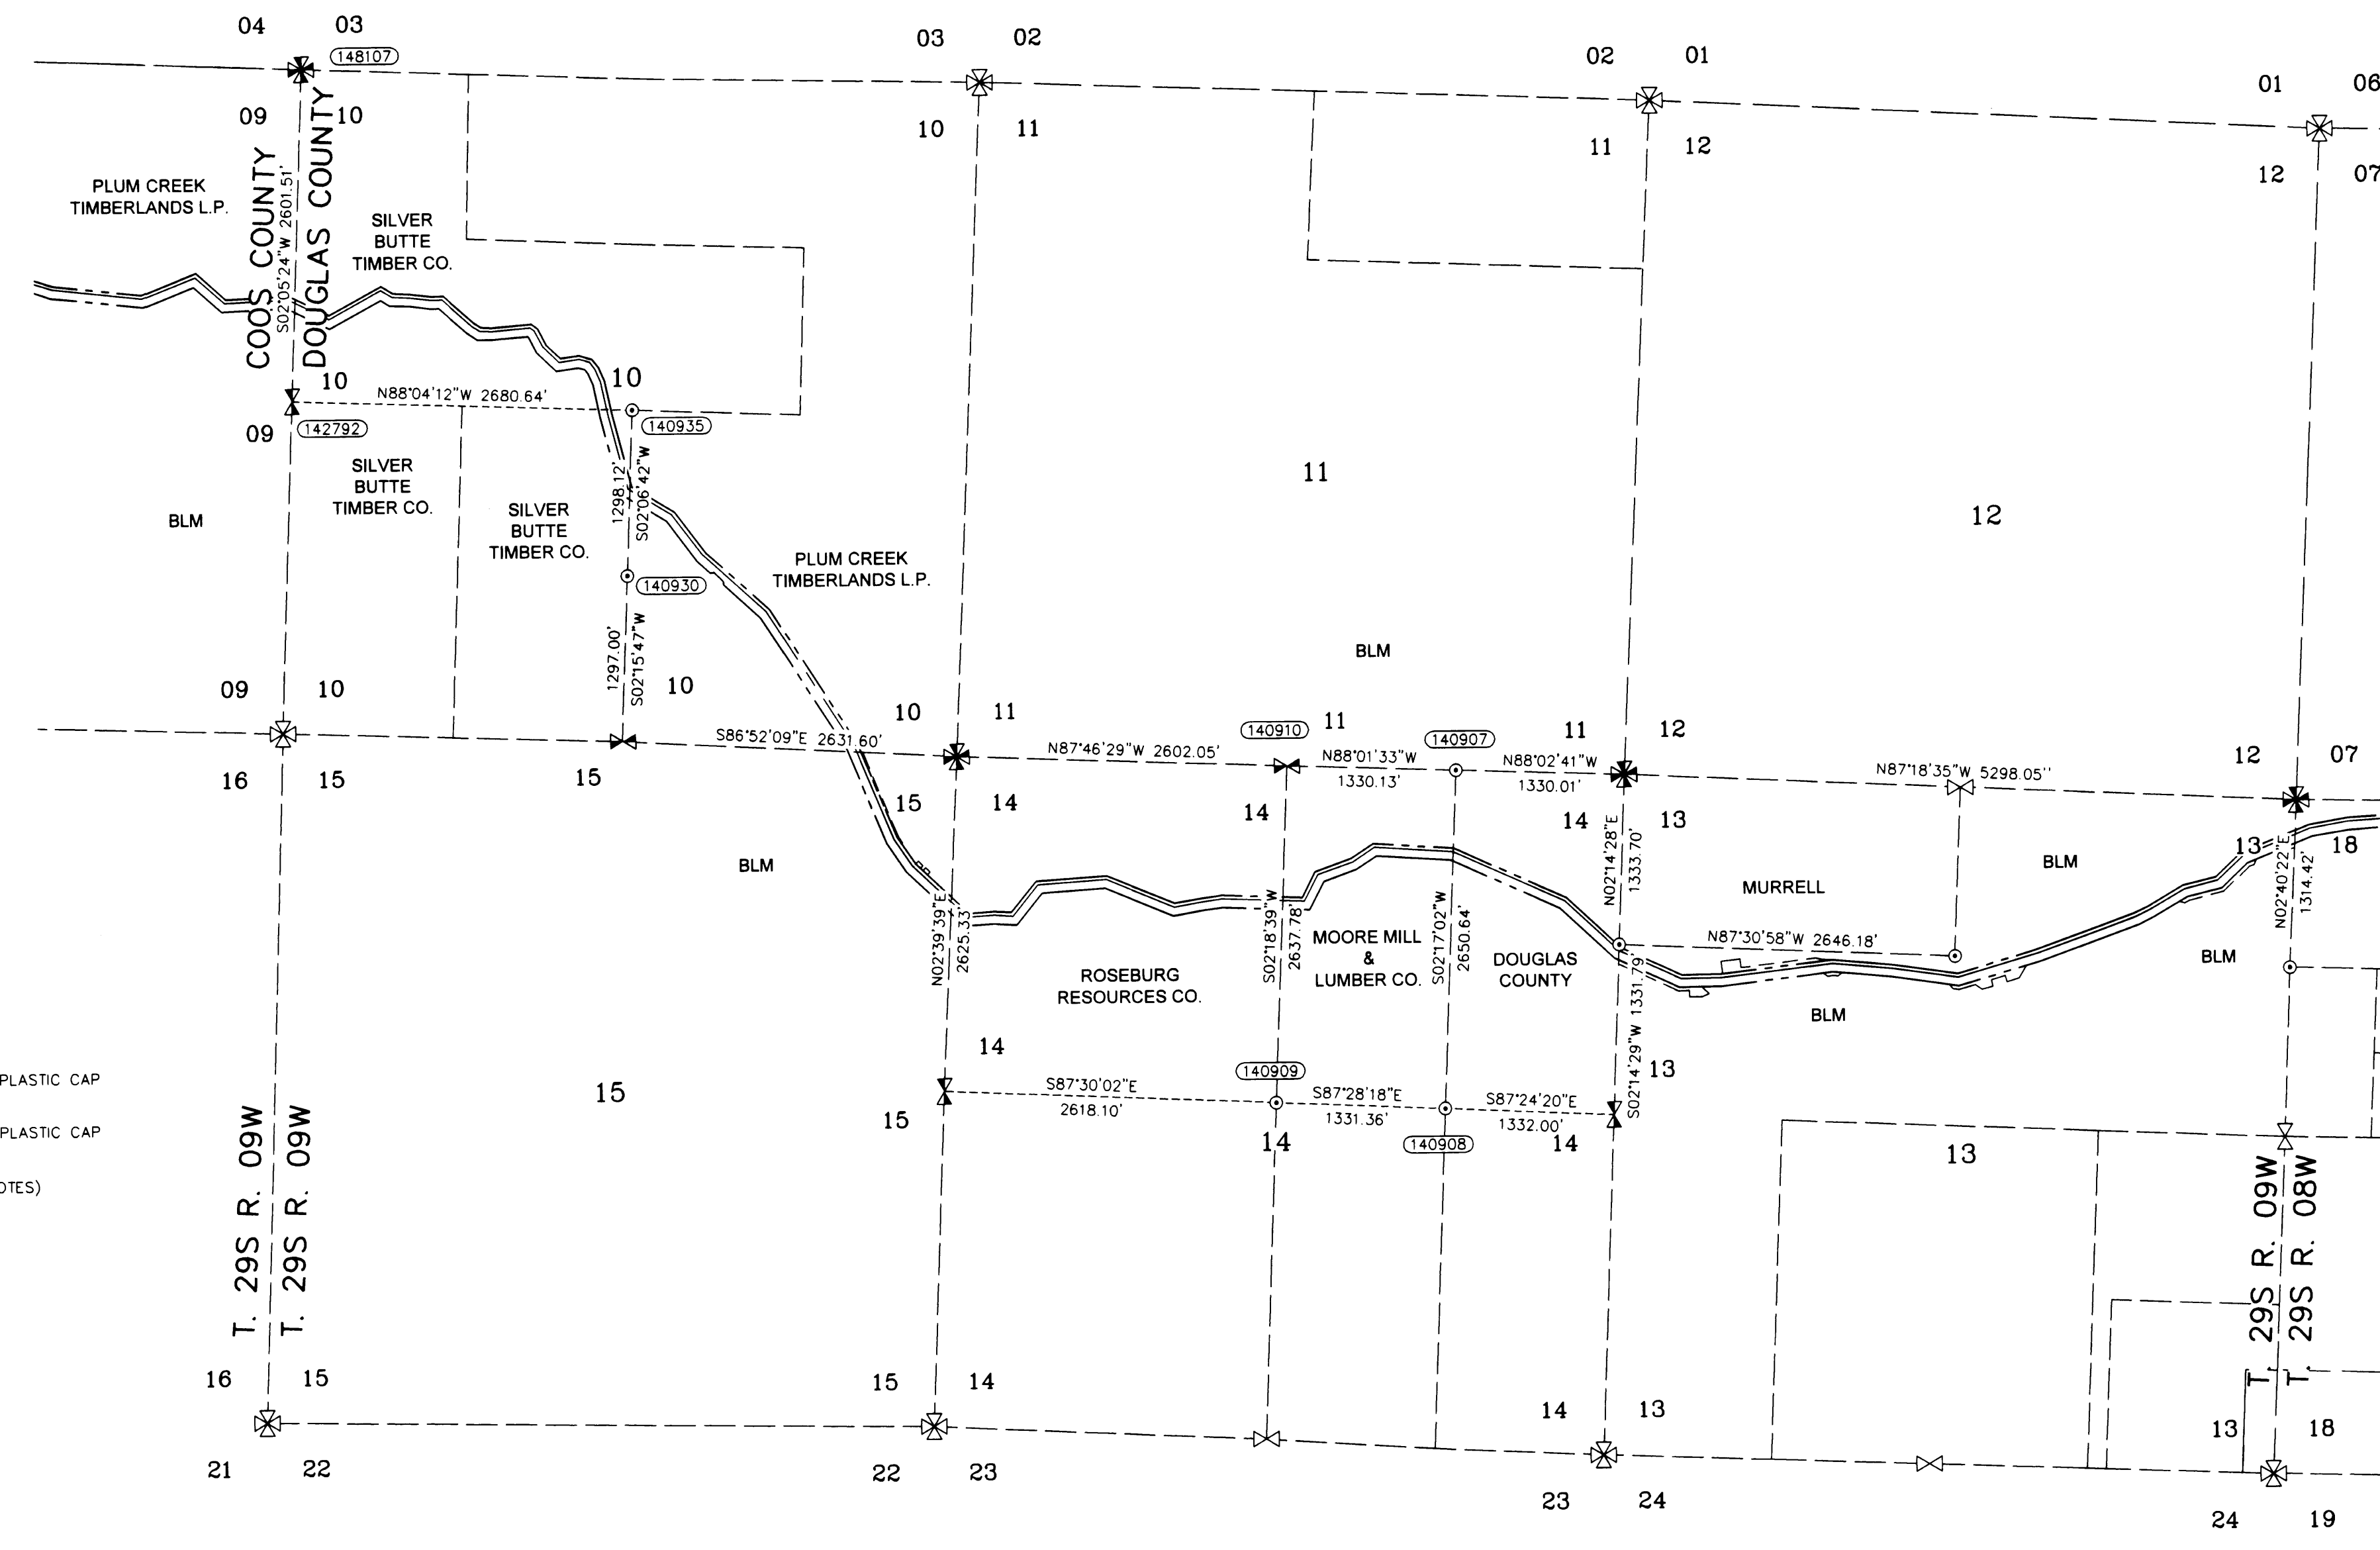 04 03
148107
03 02
02 01
01 06
09 10
10 11
11 12
12 07
COOS COUNTY
S02°05'24"W 2601.51'
DOUGLAS COUNTY
PLUM CREEK
TIMBERLANDS L.P.
SILVER
BUTTE
TIMBER CO.
10
N88°04'12"W 2680.64'
10
09
142792
140935
SILVER
BUTTE
TIMBER CO.
SILVER
BUTTE
TIMBER CO.
BLM
1298.12'
S02°06'42"W
140930
1297.00'
S02°15'47"W
PLUM CREEK
TIMBERLANDS L.P.
11
12
BLM
09 10
10
10 11
S86°52'09"E 2631.60'
16 15
15
15 14
N87°46'29"W 2602.05'
140910
11
N88°01'33"W
1330.13'
140907
N88°02'41"W
1330.01'
11 12
14
14 13
N87°18'35"W 5298.05''
12 07
13 18
N02°14'28"E
1333.70'
N02°40'22"E
1314.42'
BLM
MURRELL
BLM
N87°30'58"W 2646.18'
BLM
BLM
N02°39'39"E
2625.33'
ROSEBURG
RESOURCES CO.
S02°18'39"W
2637.78'
MOORE MILL
&
LUMBER CO.
S02°17'02"W
2650.64'
DOUGLAS
COUNTY
S02°14'29"W 1331.79'
14
15
S87°30'02"E
2618.10'
140909
S87°28'18"E
1331.36'
140908
S87°24'20"E
1332.00'
14
14
13
13
15
PLASTIC CAP
PLASTIC CAP
OTES)
T. 29S R. 09W
T. 29S R. 09W
T. 29S R. 09W
T. 29S R. 08W
16 15
15 14
14 13
13 18
21 22
22 23
23 24
24 19